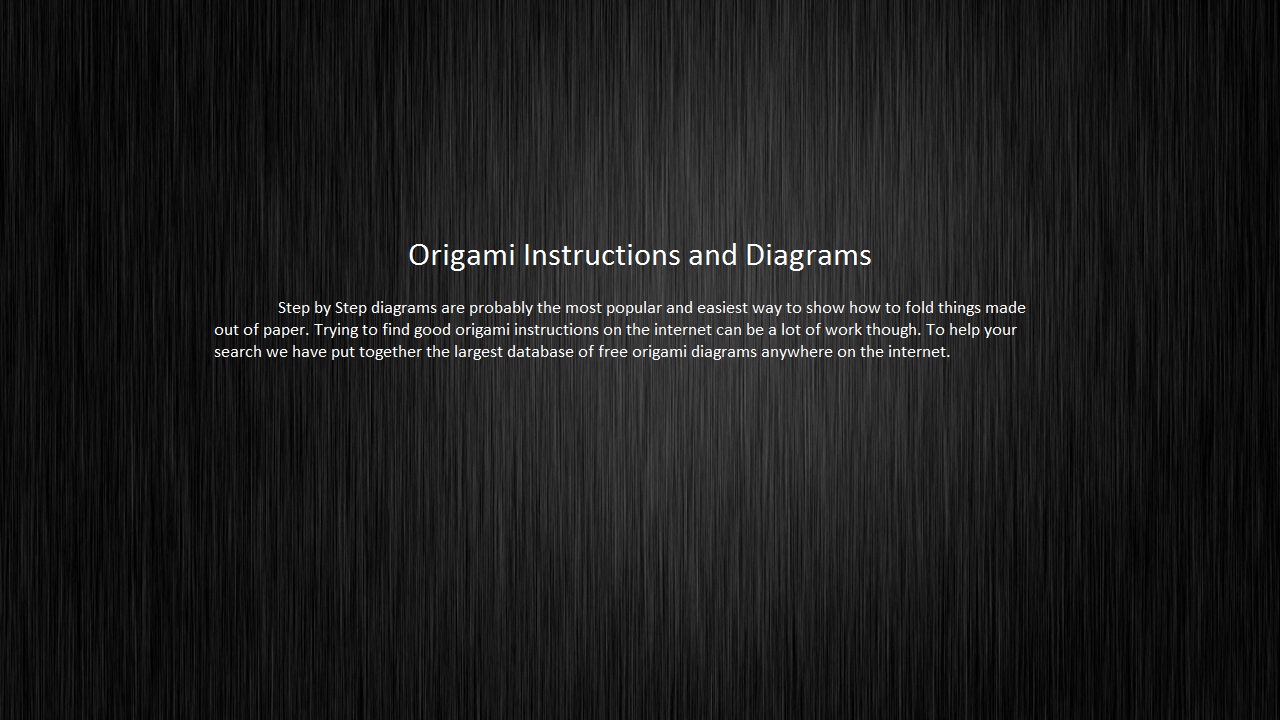 Origami Instructions and Diagrams
Step by Step diagrams are probably the most popular and easiest way to show how to fold things made
out of paper. Trying to find good origami instructions on the internet can be a lot of work though. To help your
search we have put together the largest database of free origami diagrams anywhere on the internet.